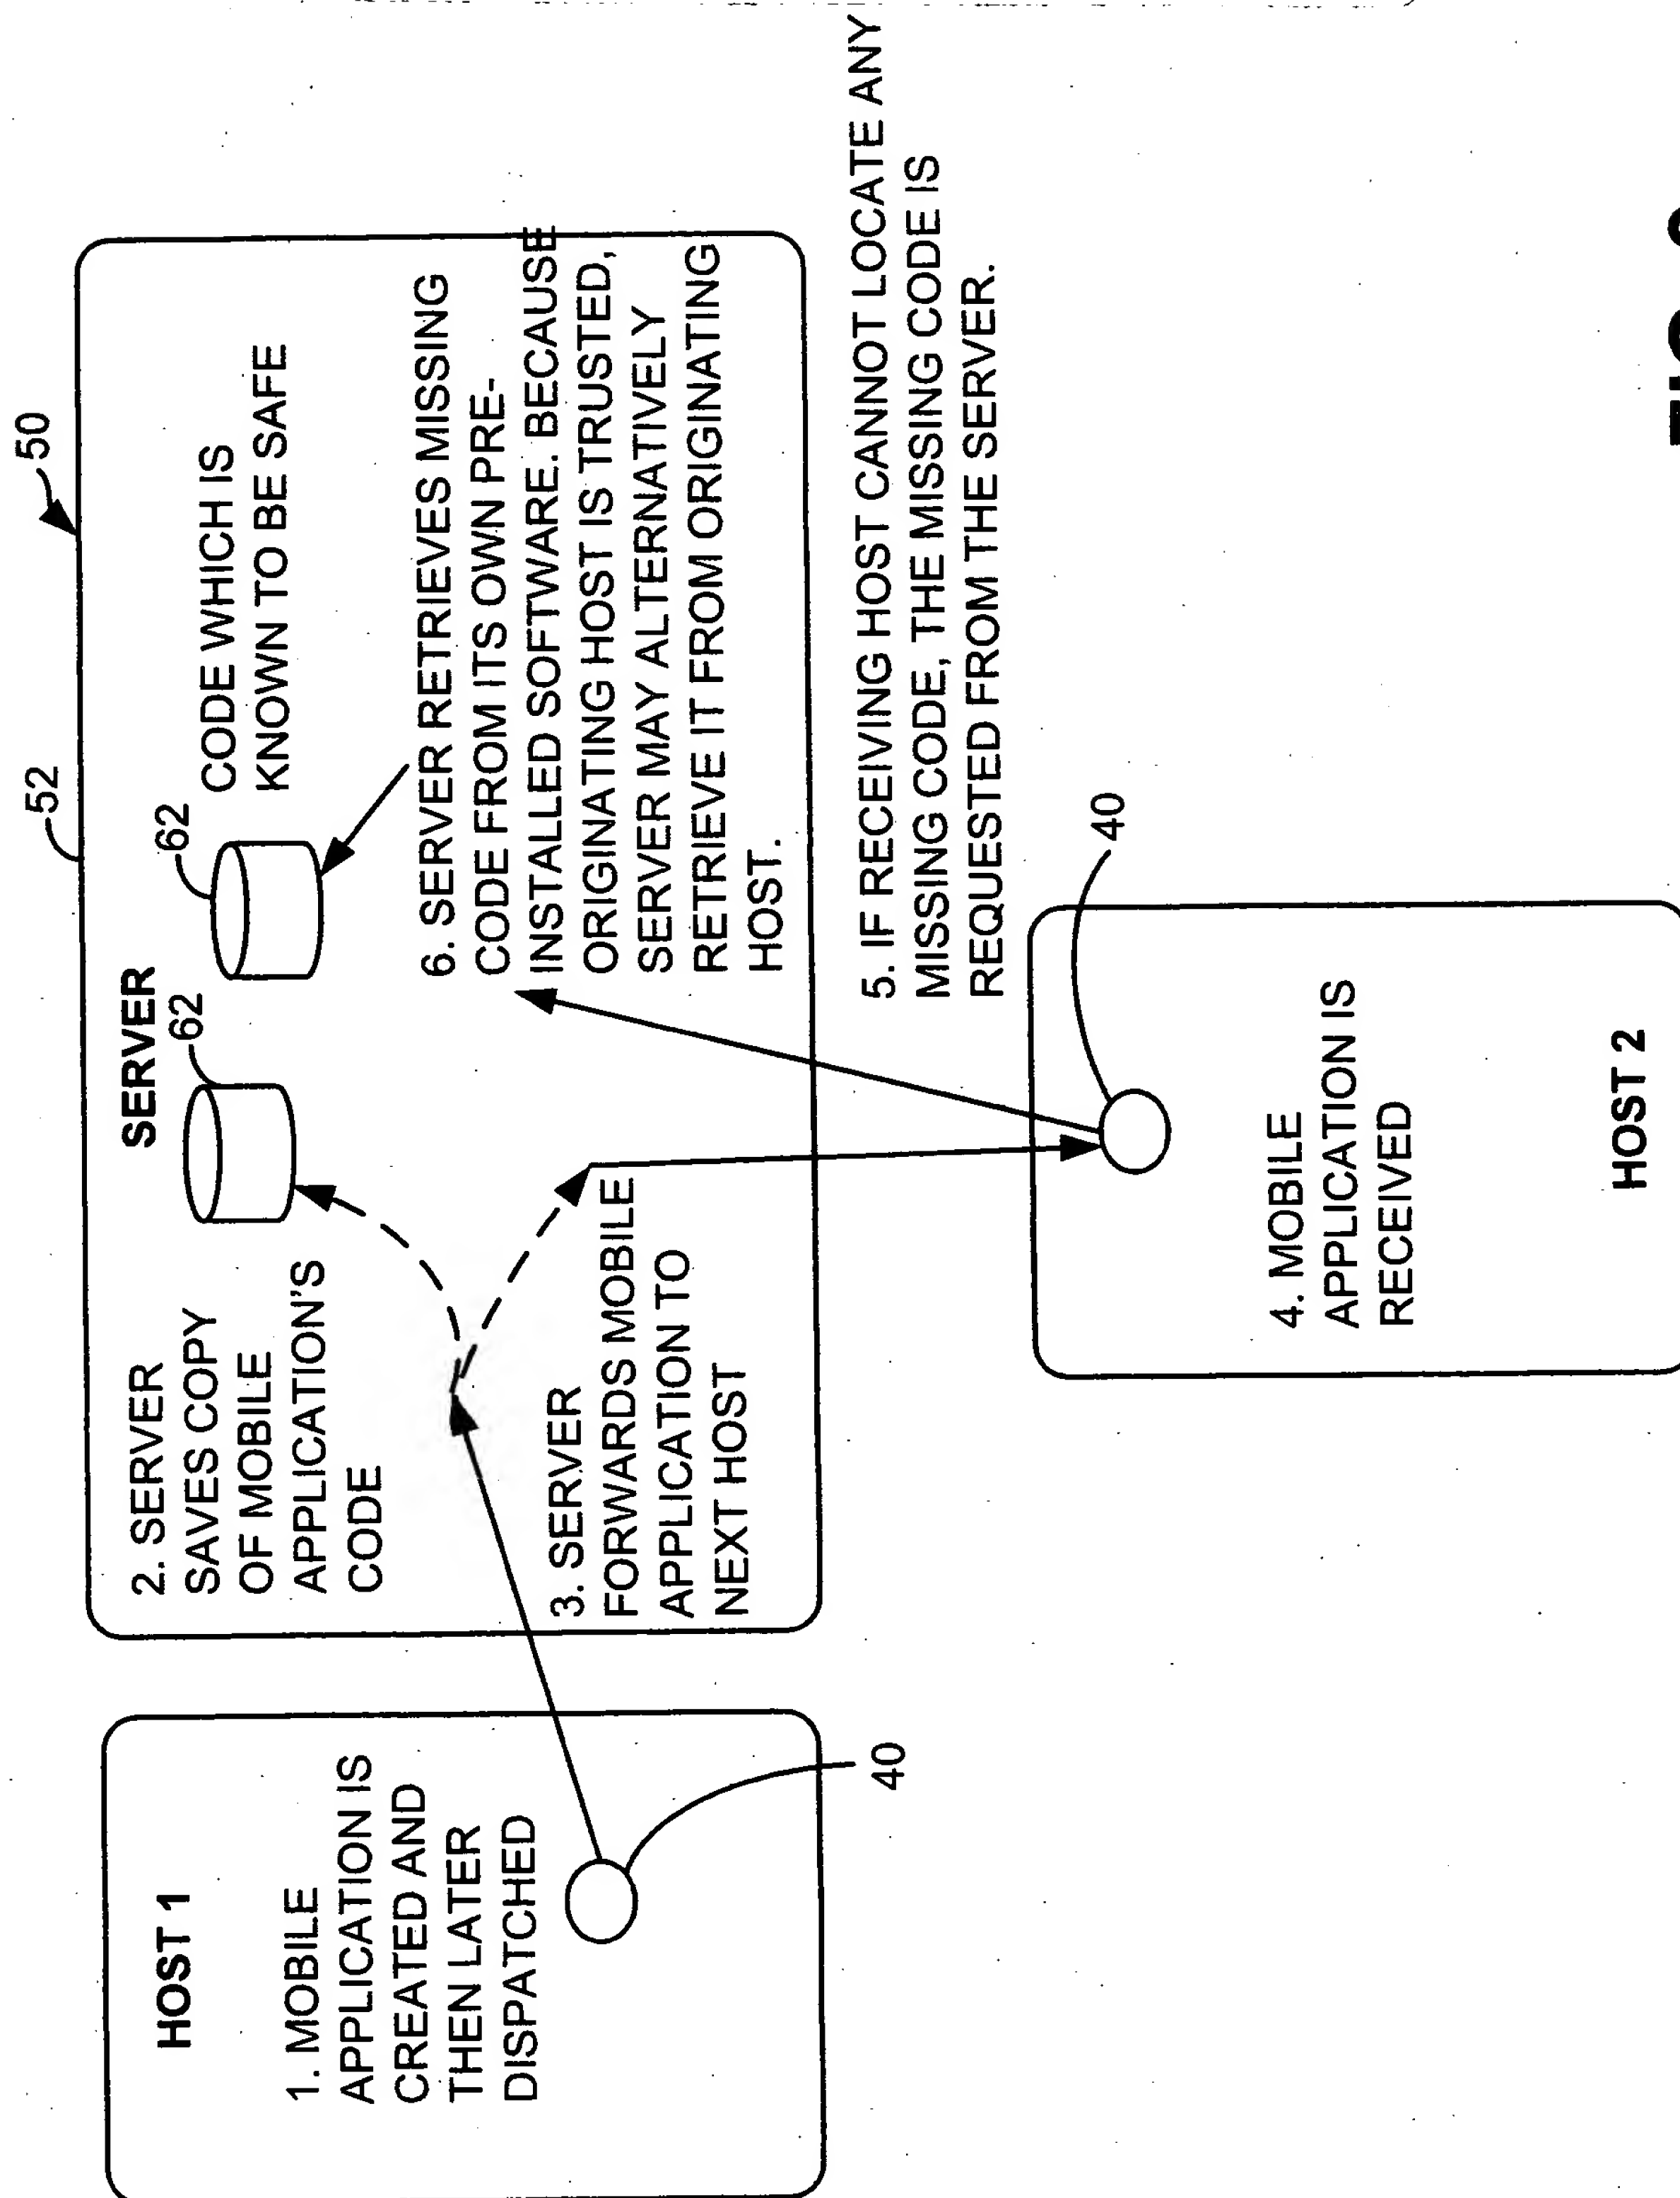 HOST 1
1. MOBILE
APPLICATION IS
CREATED AND
THEN LATER
DISPATCHED
40
50
52
SERVER
2. SERVER
SAVES COPY
OF MOBILE
APPLICATION'S
CODE
62
62
CODE WHICH IS
KNOWN TO BE SAFE
3. SERVER
FORWARDS MOBILE
APPLICATION TO
NEXT HOST
6. SERVER RETRIEVES MISSING
CODE FROM ITS OWN PRE-
INSTALLED SOFTWARE. BECAUSE
ORIGINATING HOST IS TRUSTED,
SERVER MAY ALTERNATIVELY
RETRIEVE IT FROM ORIGINATING
HOST.
5. IF RECEIVING HOST CANNOT LOCATE ANY
MISSING CODE, THE MISSING CODE IS
REQUESTED FROM THE SERVER.
40
4. MOBILE
APPLICATION IS
RECEIVED
HOST 2